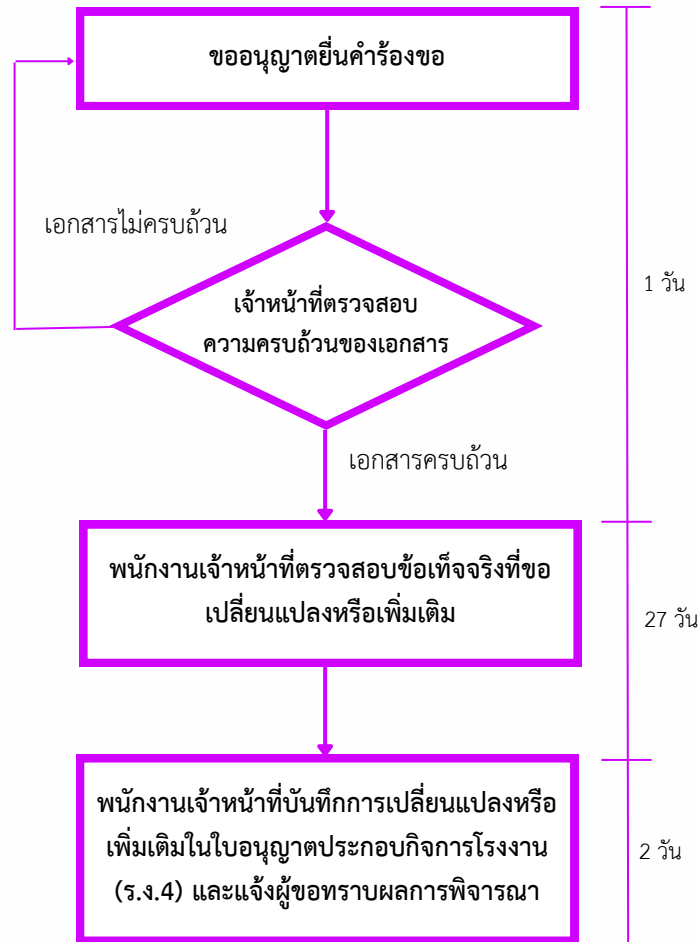 ขออนุญาตยื่นคำร้องขอ
เอกสารไม่ครบถ้วน
เจ้าหน้าที่ตรวจสอบ
ความครบถ้วนของเอกสาร
1 วัน
เอกสารครบถ้วน
พนักงานเจ้าหน้าที่ตรวจสอบข้อเท็จจริงที่ขอ
เปลี่ยนแปลงหรือเพิ่มเติม
27 วัน
พนักงานเจ้าหน้าที่บันทึกการเปลี่ยนแปลงหรือ
เพิ่มเติมในใบอนุญาตประกอบกิจการโรงงาน
(ร.ง.4) และแจ้งผู้ขอทราบผลการพิจารณา
2 วัน